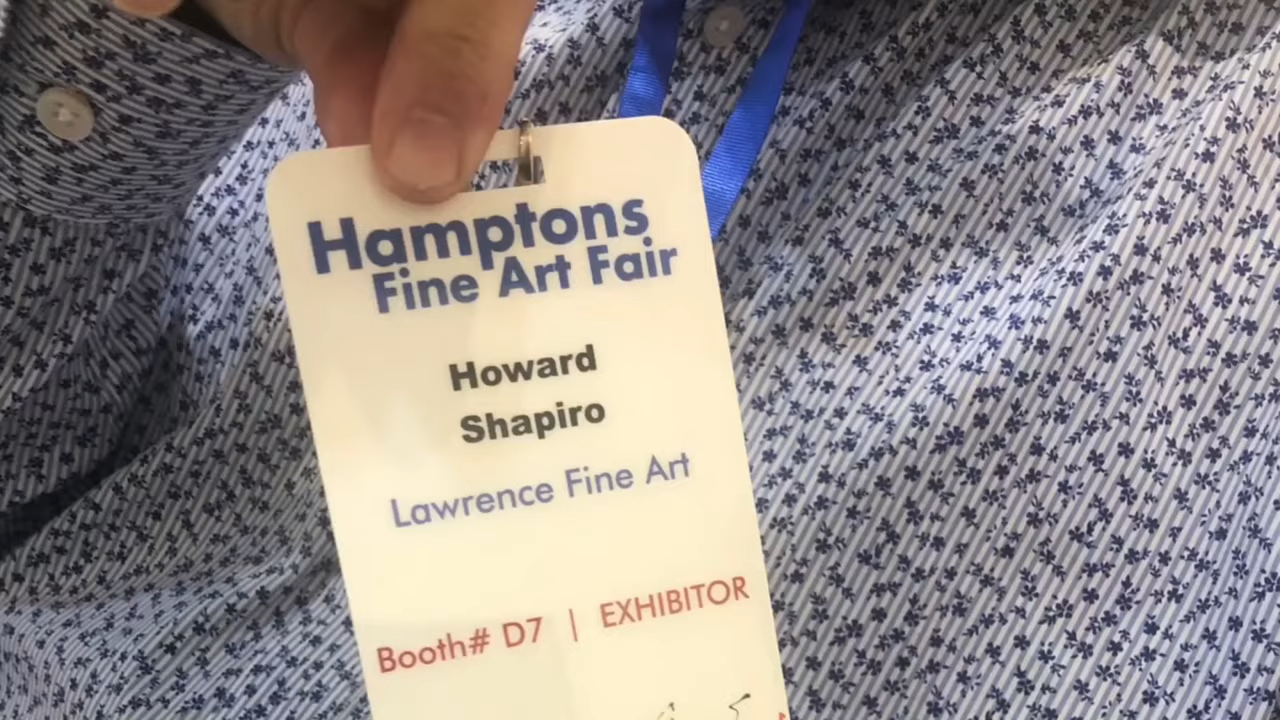 Hamptons
Fine Art Fair
Howard
Shapiro
Lawrence Fine Art
Booth# D7 | EXHIBITOR